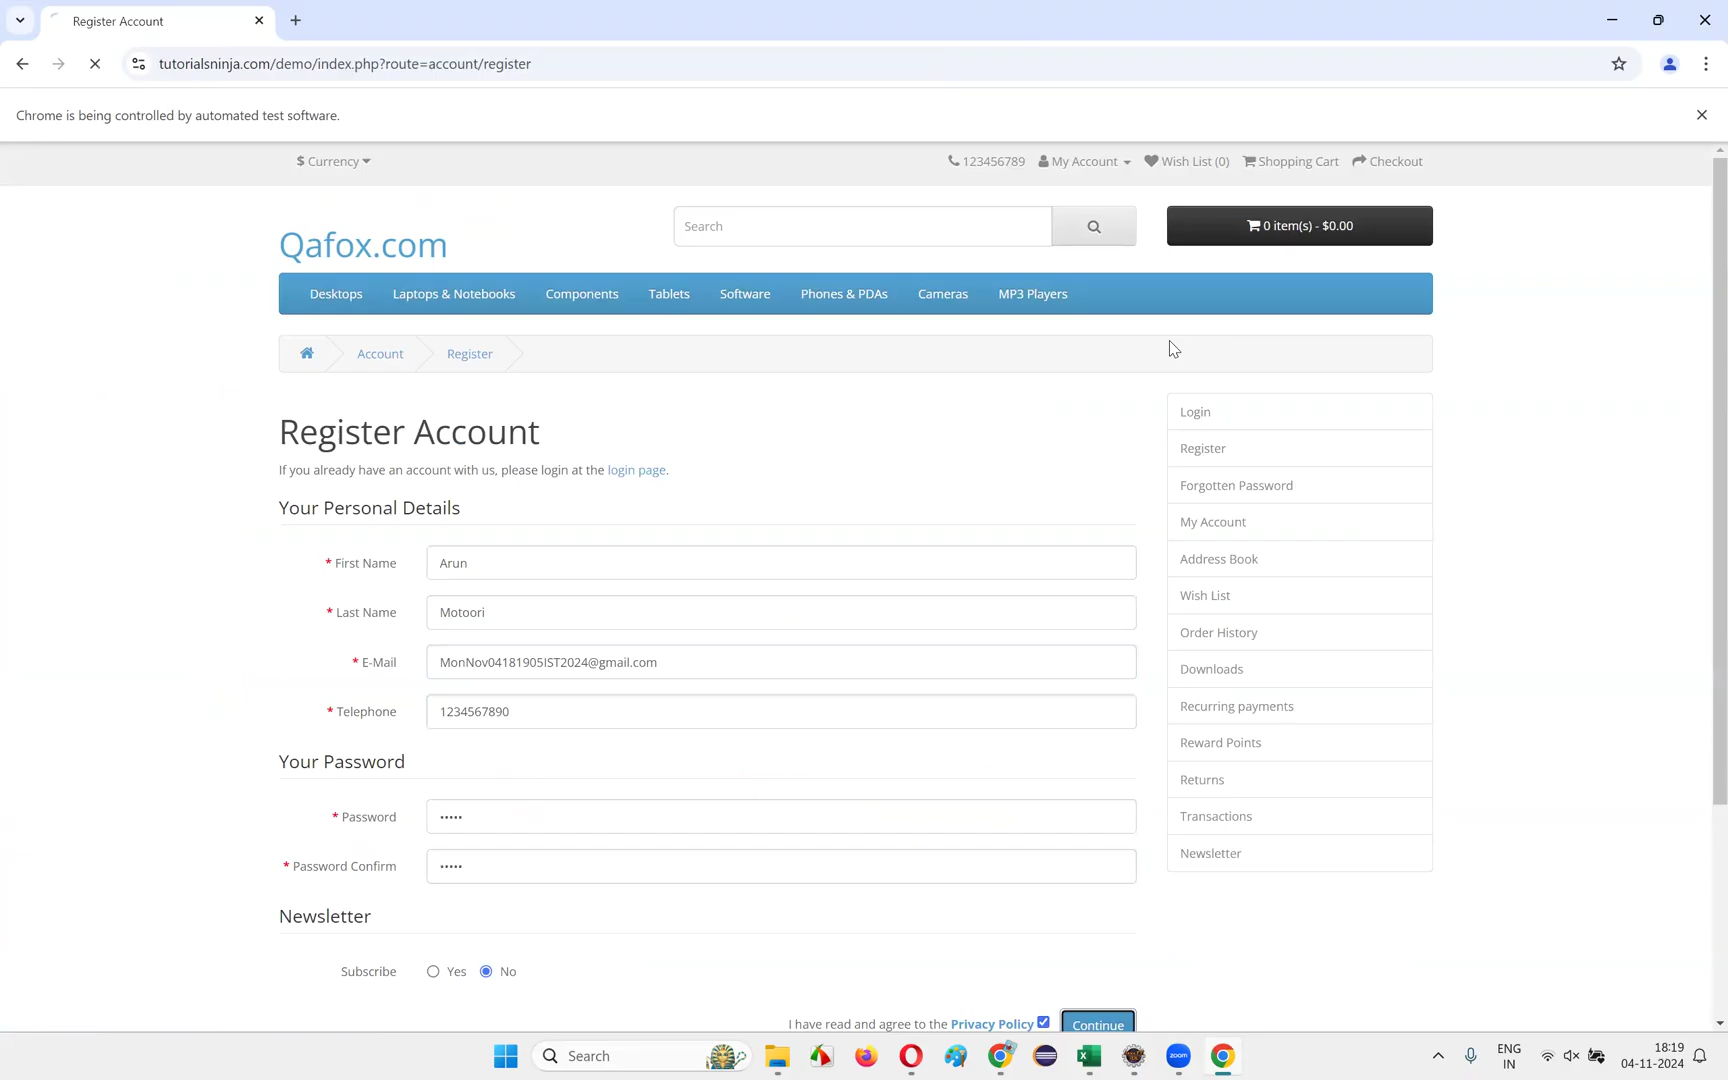 Register Account
tutorialsninja.com/demo/index.php?route=account/register
Chrome is being controlled by automated test software.
$ Currency
123456789 My Account Wish List (0) Shopping Cart Checkout
Qafox.com
Search
0 item(s) - $0.00
Desktops Laptops & Notebooks Components Tablets Software Phones & PDAs Cameras MP3 Players
Account Register
Register Account
If you already have an account with us, please login at the login page.
Your Personal Details
* First Name Arun
* Last Name Motoori
* E-Mail MonNov04181905IST2024@gmail.com
* Telephone 1234567890
Your Password
* Password •••••
* Password Confirm •••••
Newsletter
Subscribe Yes No
I have read and agree to the Privacy Policy Continue
Login
Register
Forgotten Password
My Account
Address Book
Wish List
Order History
Downloads
Recurring payments
Reward Points
Returns
Transactions
Newsletter
Search
zoom
ENG
IN
18:19
04-11-2024